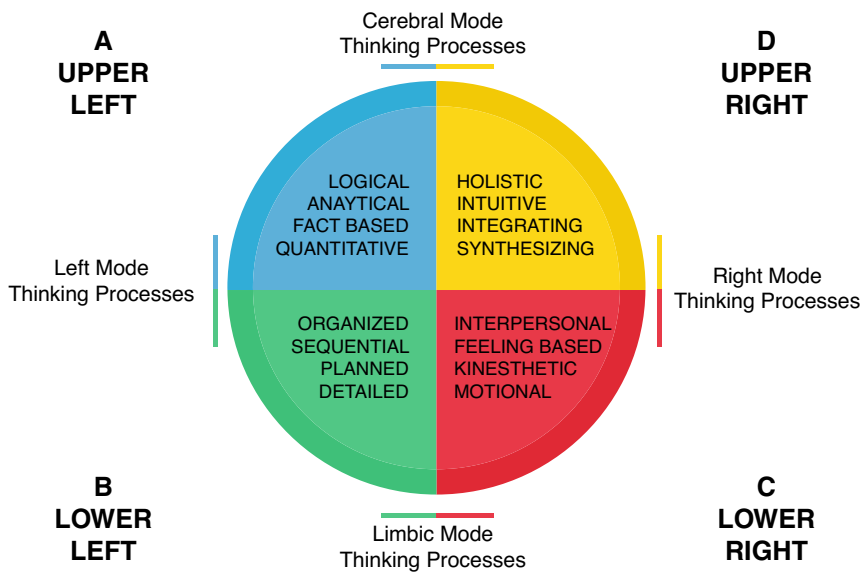 Cerebral Mode
Thinking Processes
A
UPPER
LEFT
D
UPPER
RIGHT
LOGICAL
ANAYTICAL
FACT BASED
QUANTITATIVE
HOLISTIC
INTUITIVE
INTEGRATING
SYNTHESIZING
Left Mode
Thinking Processes
Right Mode
Thinking Processes
ORGANIZED
SEQUENTIAL
PLANNED
DETAILED
INTERPERSONAL
FEELING BASED
KINESTHETIC
MOTIONAL
B
LOWER
LEFT
C
LOWER
RIGHT
Limbic Mode
Thinking Processes